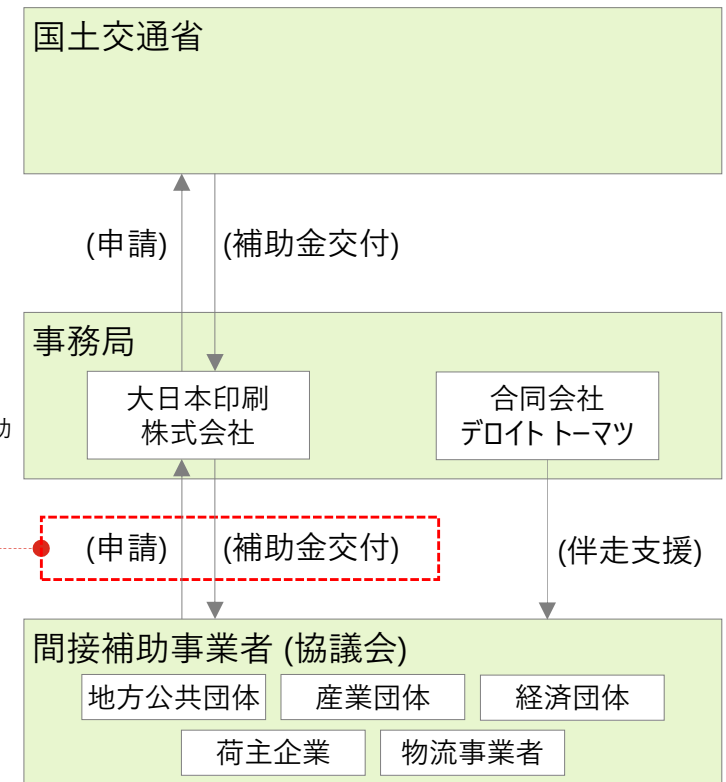 国土交通省
(申請)
(補助金交付)
事務局
大日本印刷
株式会社
合同会社
デロイト トーマツ
(申請)
(補助金交付)
(伴走支援)
間接補助事業者 (協議会)
地方公共団体
産業団体
経済団体
荷主企業
物流事業者